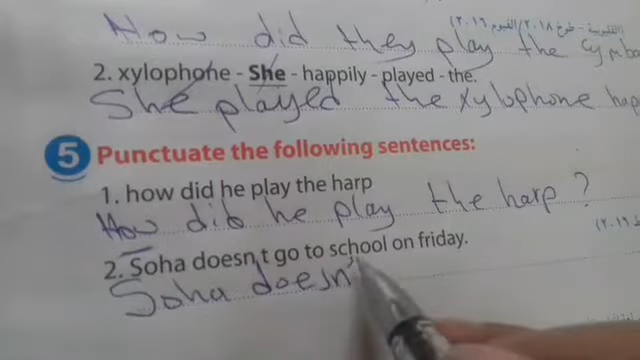 How did they play the cymba
2. xylophone - She - happily - played - the.
She played the xylophone hap
5 Punctuate the following sentences:
1. how did he play the harp
How did he play the harp ?
2. Soha doesn,t go to school on friday.
Soha doesn'